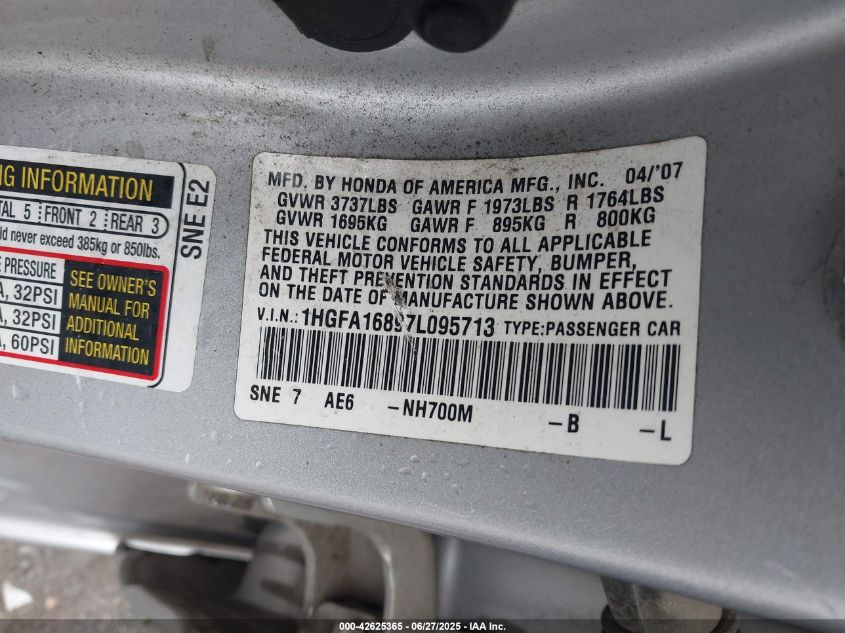 NG INFORMATION
TAL 5 FRONT 2 REAR 3
ld never exceed 385kg or 850lbs.
E PRESSURE
A, 32PSI
A, 32PSI
A, 60PSI
SEE OWNER'S
MANUAL FOR
ADDITIONAL
INFORMATION
SNE E2
MFD. BY HONDA OF AMERICA MFG., INC. 04/'07
GVWR 3737LBS GAWR F 1973LBS R 1764LBS
GVWR 1695KG GAWR F 895KG R 800KG
THIS VEHICLE CONFORMS TO ALL APPLICABLE
FEDERAL MOTOR VEHICLE SAFETY, BUMPER,
AND THEFT PREVENTION STANDARDS IN EFFECT
ON THE DATE OF MANUFACTURE SHOWN ABOVE.
V.I.N.: 1HGFA16897L095713 TYPE:PASSENGER CAR
SNE 7 AE6 -NH700M -B -L
000-42625365 - 06/27/2025 - IAA Inc.